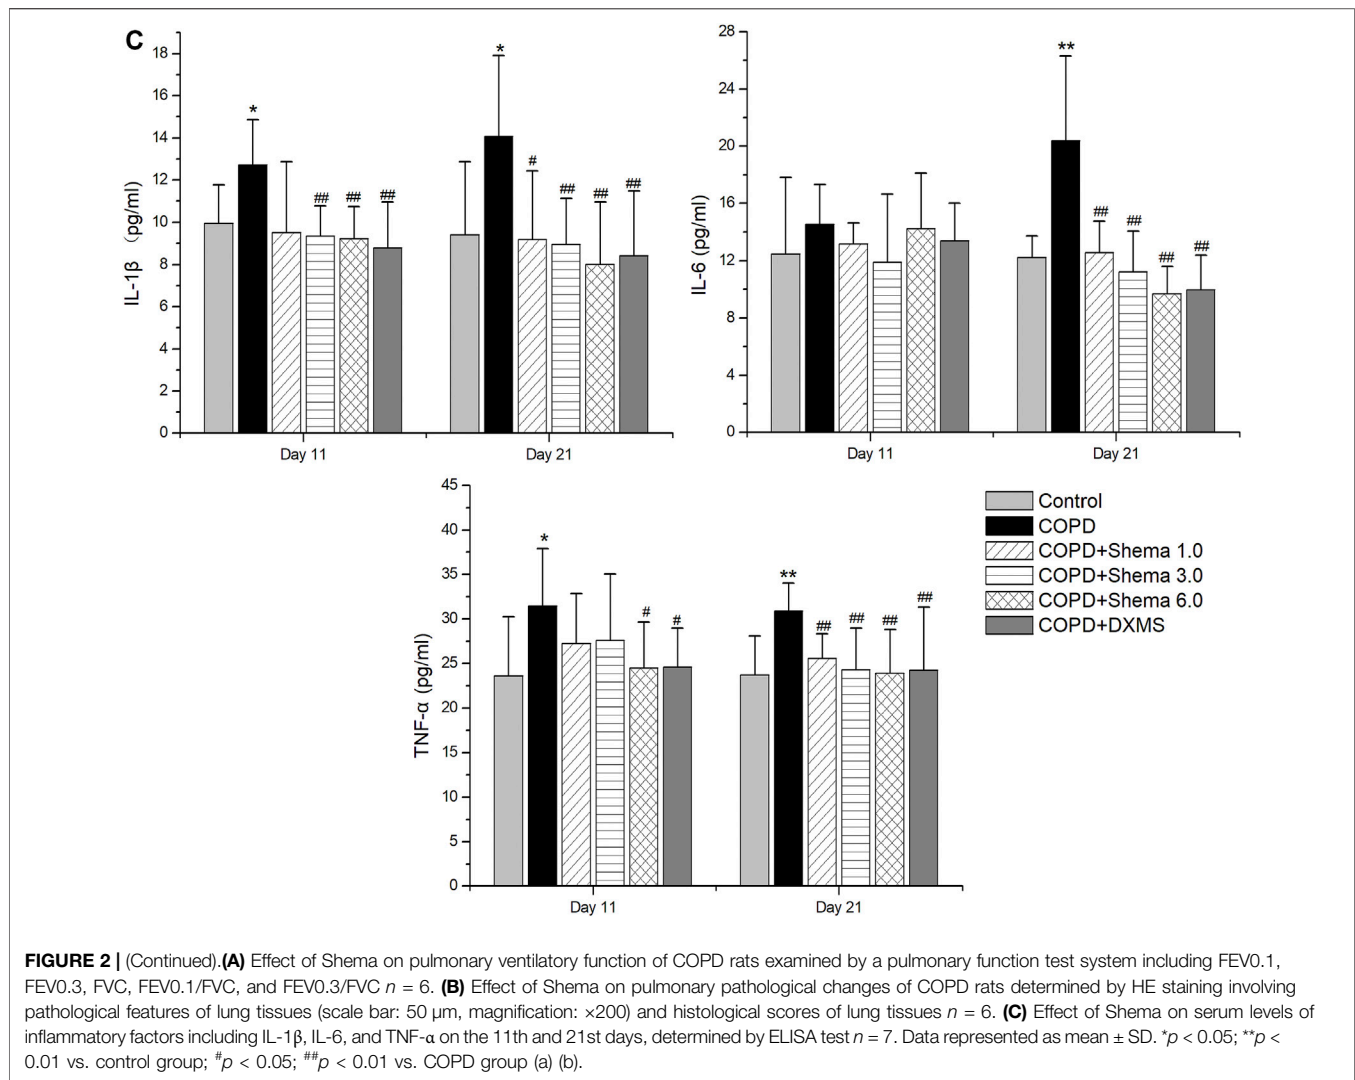 C
18
16
14
12
10
8
6
4
2
0
IL-1β （pg/ml）
* * # ## ## ## ## ## ##
Day 11 Day 21
28
24
20
16
12
8
4
0
IL-6 (pg/ml)
** ## ## ## ##
Day 11 Day 21
45
40
35
30
25
20
15
10
5
0
TNF-α (pg/ml)
* # # ** ## ## ## ##
Day 11 Day 21
Control
COPD
COPD+Shema 1.0
COPD+Shema 3.0
COPD+Shema 6.0
COPD+DXMS
FIGURE 2 | (Continued).(A) Effect of Shema on pulmonary ventilatory function of COPD rats examined by a pulmonary function test system including FEV0.1,
FEV0.3, FVC, FEV0.1/FVC, and FEV0.3/FVC n = 6. (B) Effect of Shema on pulmonary pathological changes of COPD rats determined by HE staining involving
pathological features of lung tissues (scale bar: 50 μm, magnification: ×200) and histological scores of lung tissues n = 6. (C) Effect of Shema on serum levels of
inflammatory factors including IL-1β, IL-6, and TNF-α on the 11th and 21st days, determined by ELISA test n = 7. Data represented as mean ± SD. *p < 0.05; **p <
0.01 vs. control group; #p < 0.05; ##p < 0.01 vs. COPD group (a) (b).